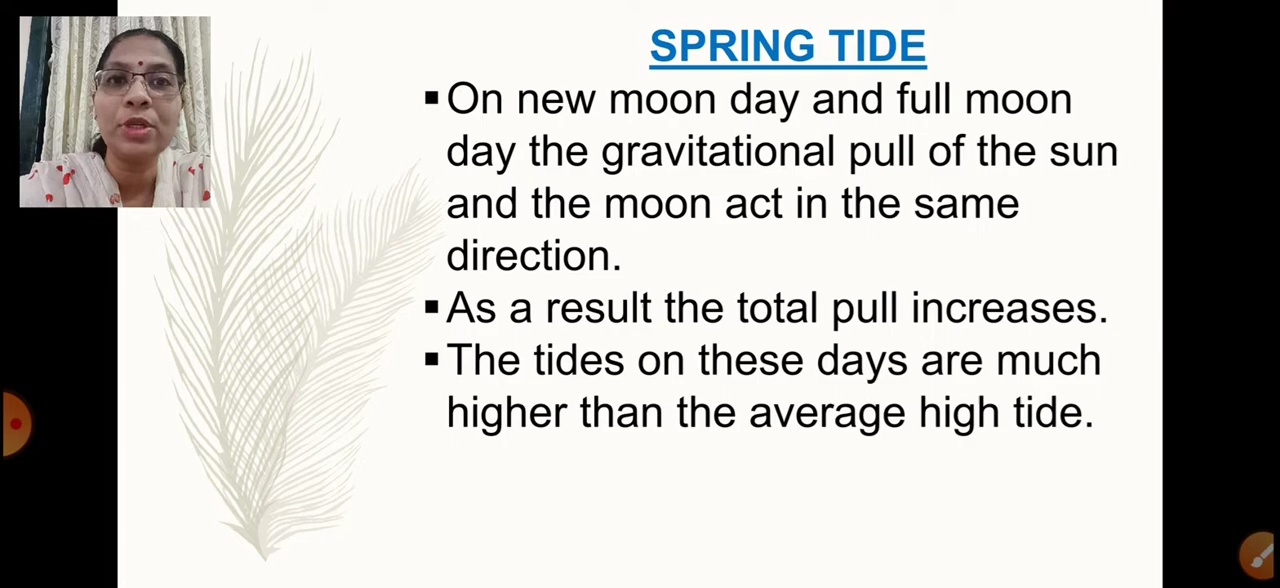 SPRING TIDE
▪On new moon day and full moon
day the gravitational pull of the sun
and the moon act in the same
direction.
▪As a result the total pull increases.
▪The tides on these days are much
higher than the average high tide.